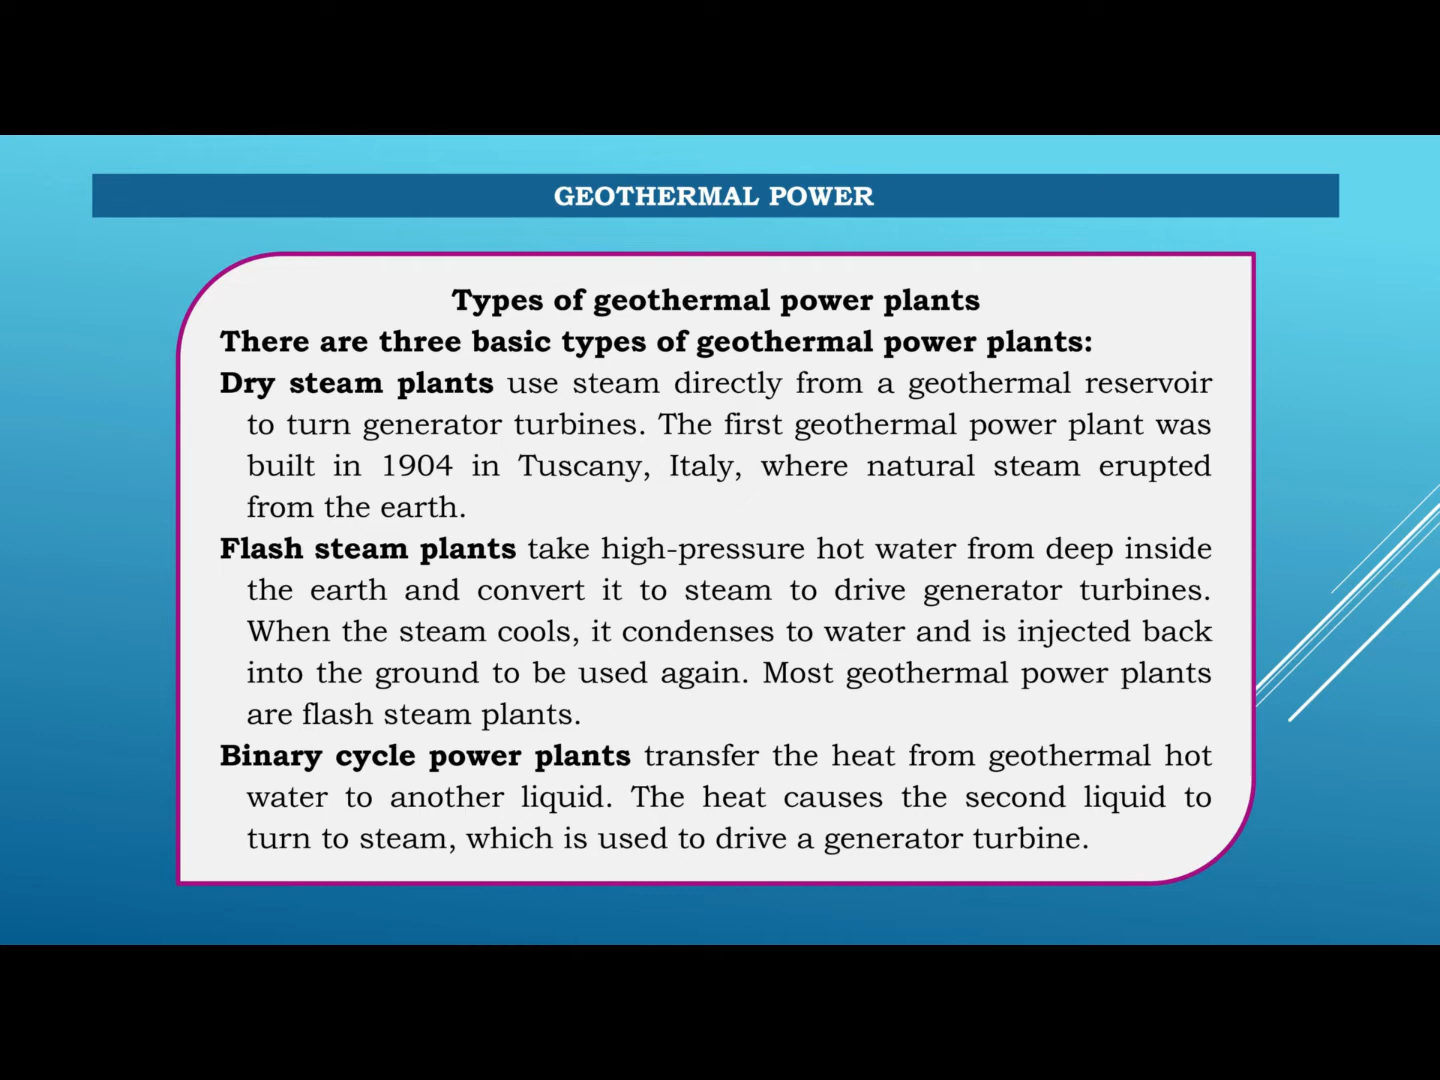 GEOTHERMAL POWER
Types of geothermal power plants
There are three basic types of geothermal power plants:
Dry steam plants use steam directly from a geothermal reservoir
to turn generator turbines. The first geothermal power plant was
built in 1904 in Tuscany, Italy, where natural steam erupted
from the earth.
Flash steam plants take high-pressure hot water from deep inside
the earth and convert it to steam to drive generator turbines.
When the steam cools, it condenses to water and is injected back
into the ground to be used again. Most geothermal power plants
are flash steam plants.
Binary cycle power plants transfer the heat from geothermal hot
water to another liquid. The heat causes the second liquid to
turn to steam, which is used to drive a generator turbine.